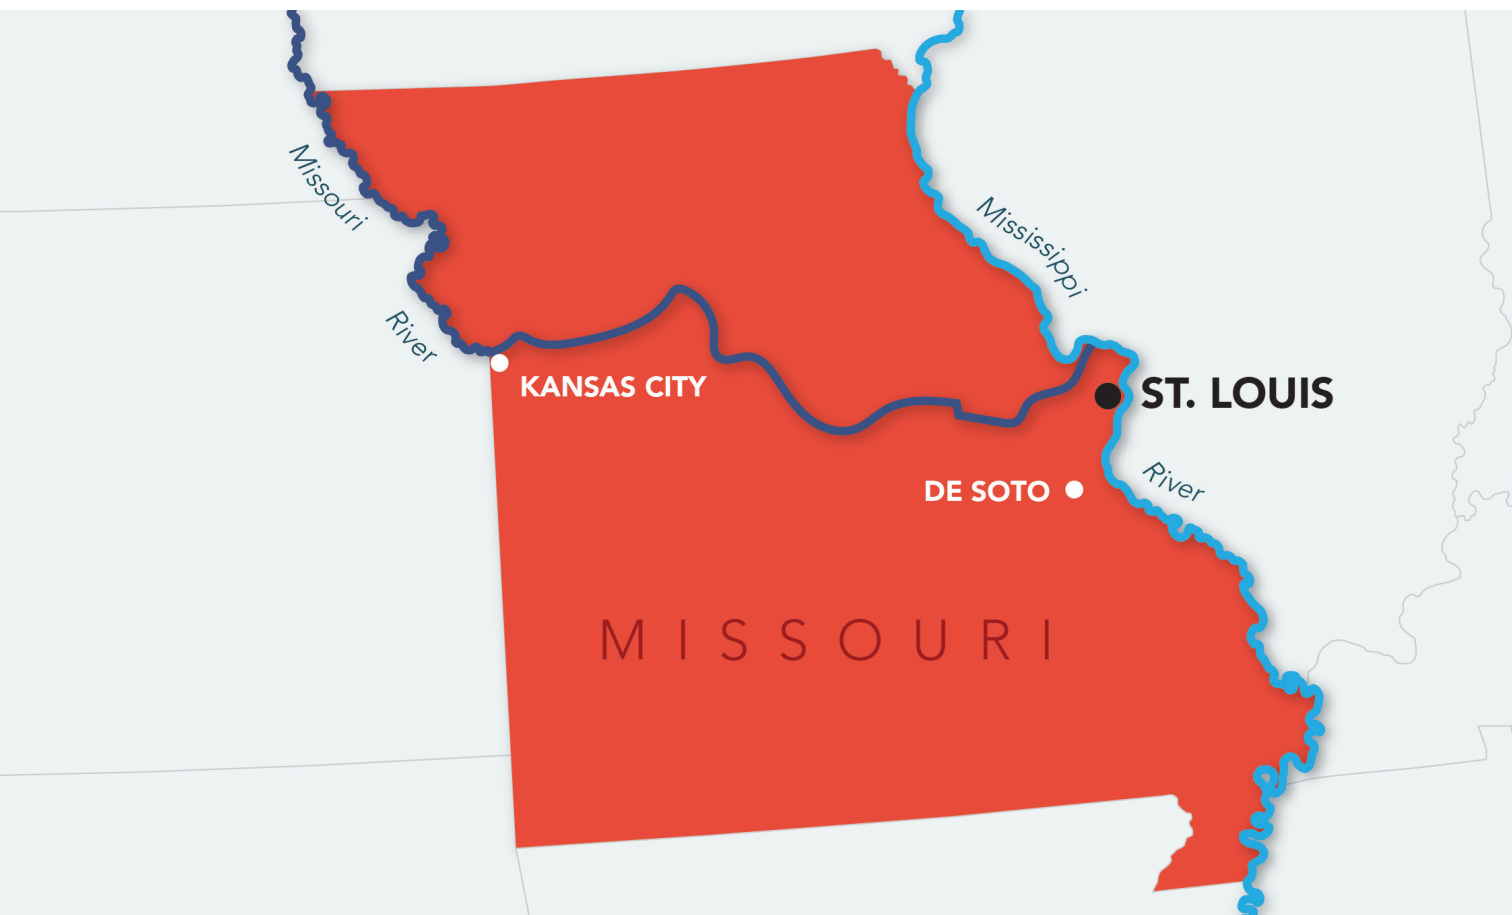 Missouri
River
Mississippi
KANSAS CITY
ST. LOUIS
River
DE SOTO
MISSOURI